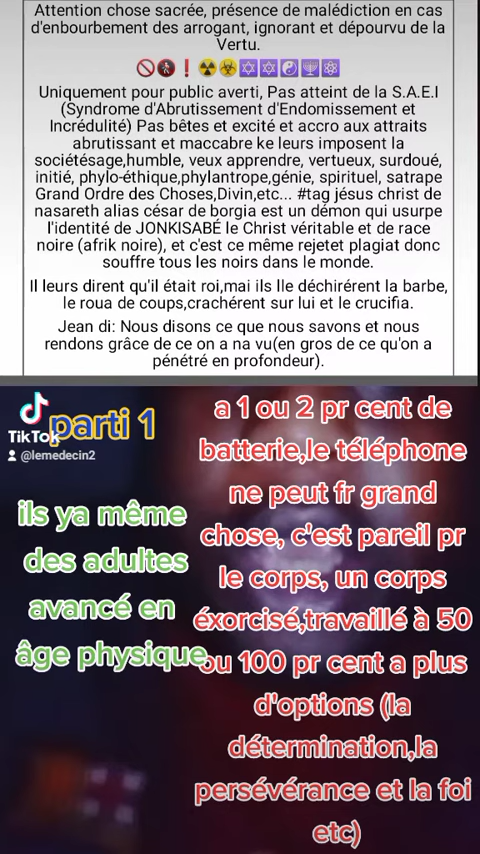 Attention chose sacrée, présence de malédiction en cas
d'enbourbement des arrogant, ignorant et dépourvu de la
Vertu.
🚫🚷❗☢️☣️✡️✡️☯️🕎⚛️
Uniquement pour public averti, Pas atteint de la S.A.E.I
(Syndrome d'Abrutissement d'Endomissement et
Incrédulité) Pas bêtes et excité et accro aux attraits
abrutissant et maccabre ke leurs imposent la
sociétésage,humble, veux apprendre, vertueux, surdoué,
initié, phylo-éthique,phylantrope,génie, spirituel, satrape
Grand Ordre des Choses,Divin,etc... #tag jésus christ de
nasareth alias césar de borgia est un démon qui usurpe
l'identité de JONKISABÉ le Christ véritable et de race
noire (afrik noire), et c'est ce même rejetet plagiat donc
souffre tous les noirs dans le monde.
Il leurs dirent qu'il était roi,mai ils lle déchirérent la barbe,
le roua de coups,crachérent sur lui et le crucifia.
Jean di: Nous disons ce que nous savons et nous
rendons grâce de ce on a na vu(en gros de ce qu'on a
pénétré en profondeur).
TikTok
@lemedecin2
parti 1
ils ya même
des adultes
avancé en
âge physique
a 1 ou 2 pr cent de
batterie,le téléphone
ne peut fr grand
chose, c'est pareil pr
le corps, un corps
éxorcisé,travaillé à 50
ou 100 pr cent a plus
d'options (la
détermination,la
persévérance et la foi
etc)